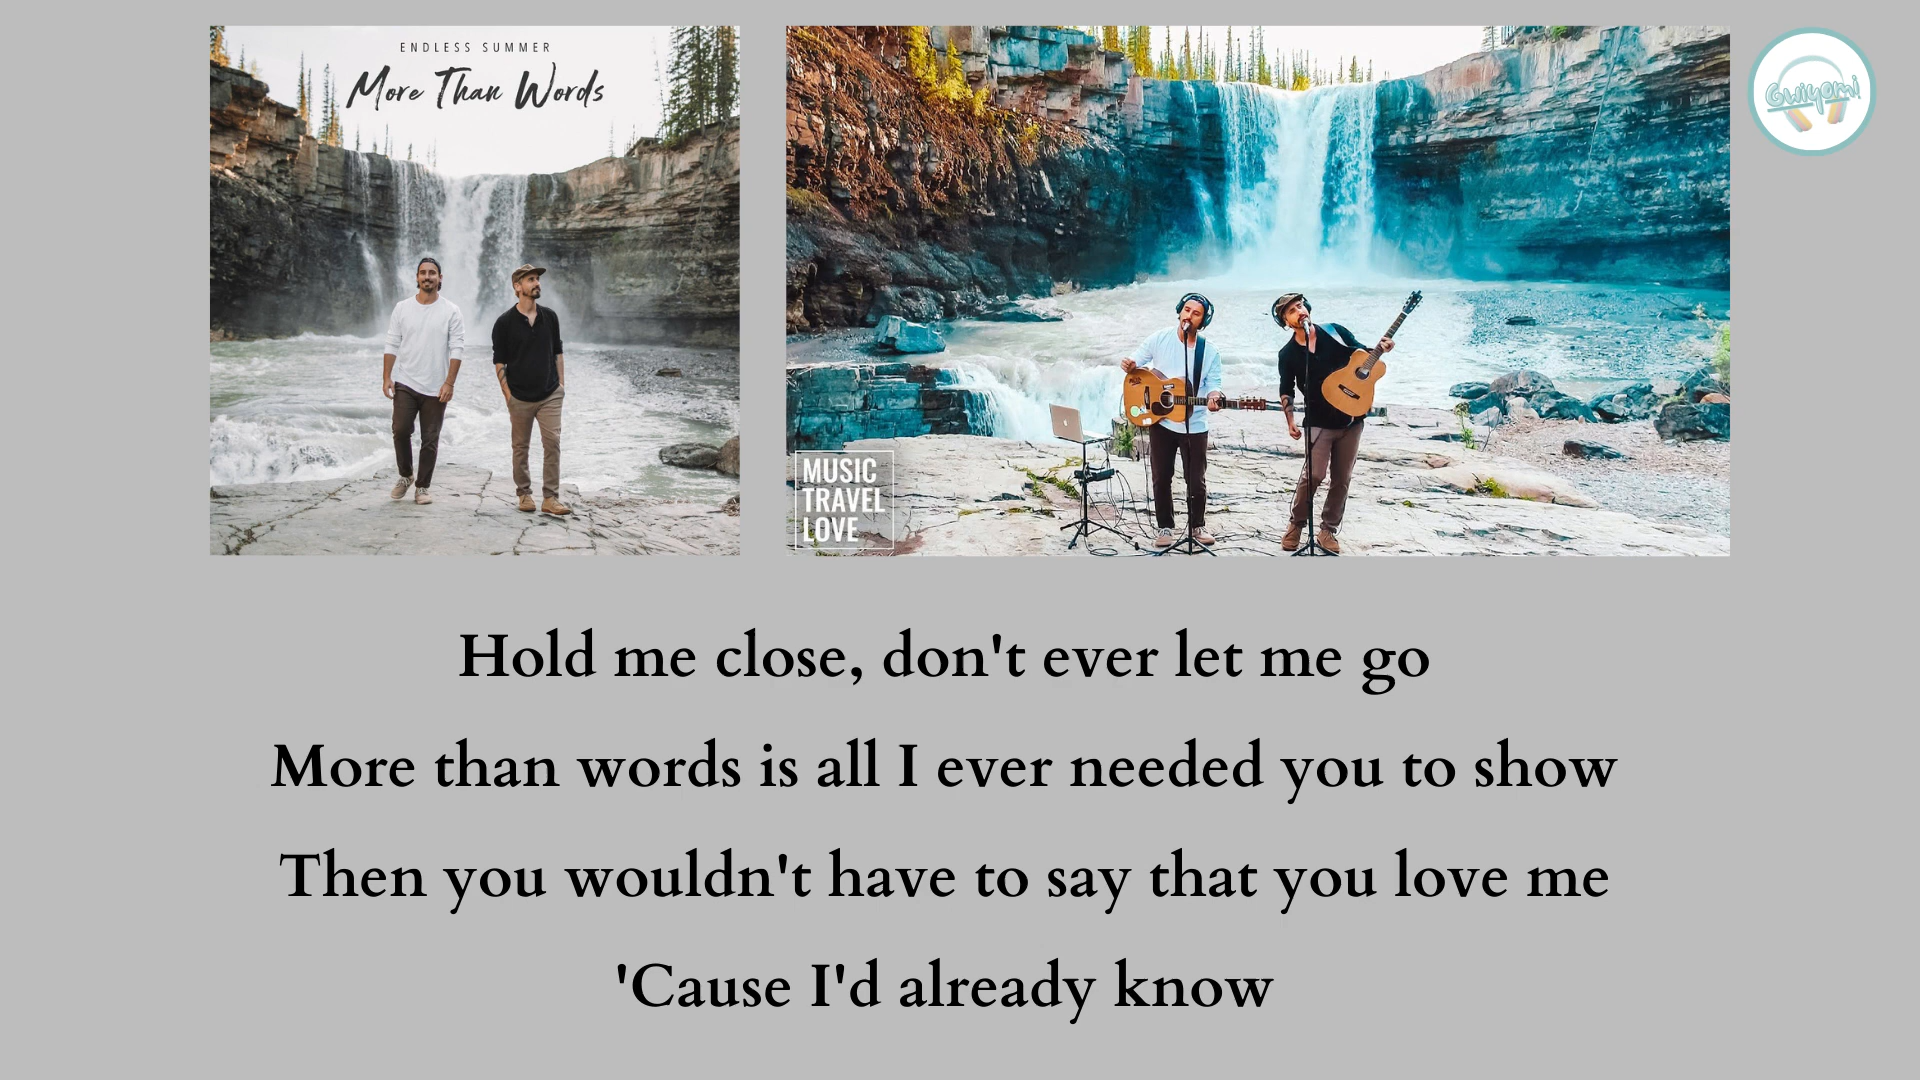 ENDLESS SUMMER
More Than Words
Gwiyomi
MUSIC
TRAVEL
LOVE
Hold me close, don't ever let me go
More than words is all I ever needed you to show
Then you wouldn't have to say that you love me
'Cause I'd already know